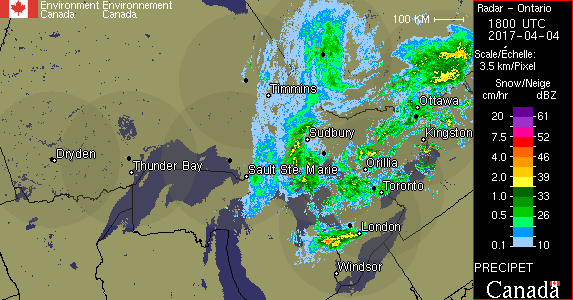 Environment Environnement
Canada Canada
100 KM
Radar - Ontario
1800 UTC
2017-04-04
Scale/Échelle:
3.5 km/Pixel
Snow/Neige
cm/hr dBZ
20 61
7.5 52
4.0 46
2.0 39
1.0 33
0.5 26
0.1 10
PRECIPET
Canada
Timmins
Ottawa
Sudbury
Kingston
Dryden
Thunder Bay
Sault Ste. Marie
Orillia
Toronto
London
Windsor